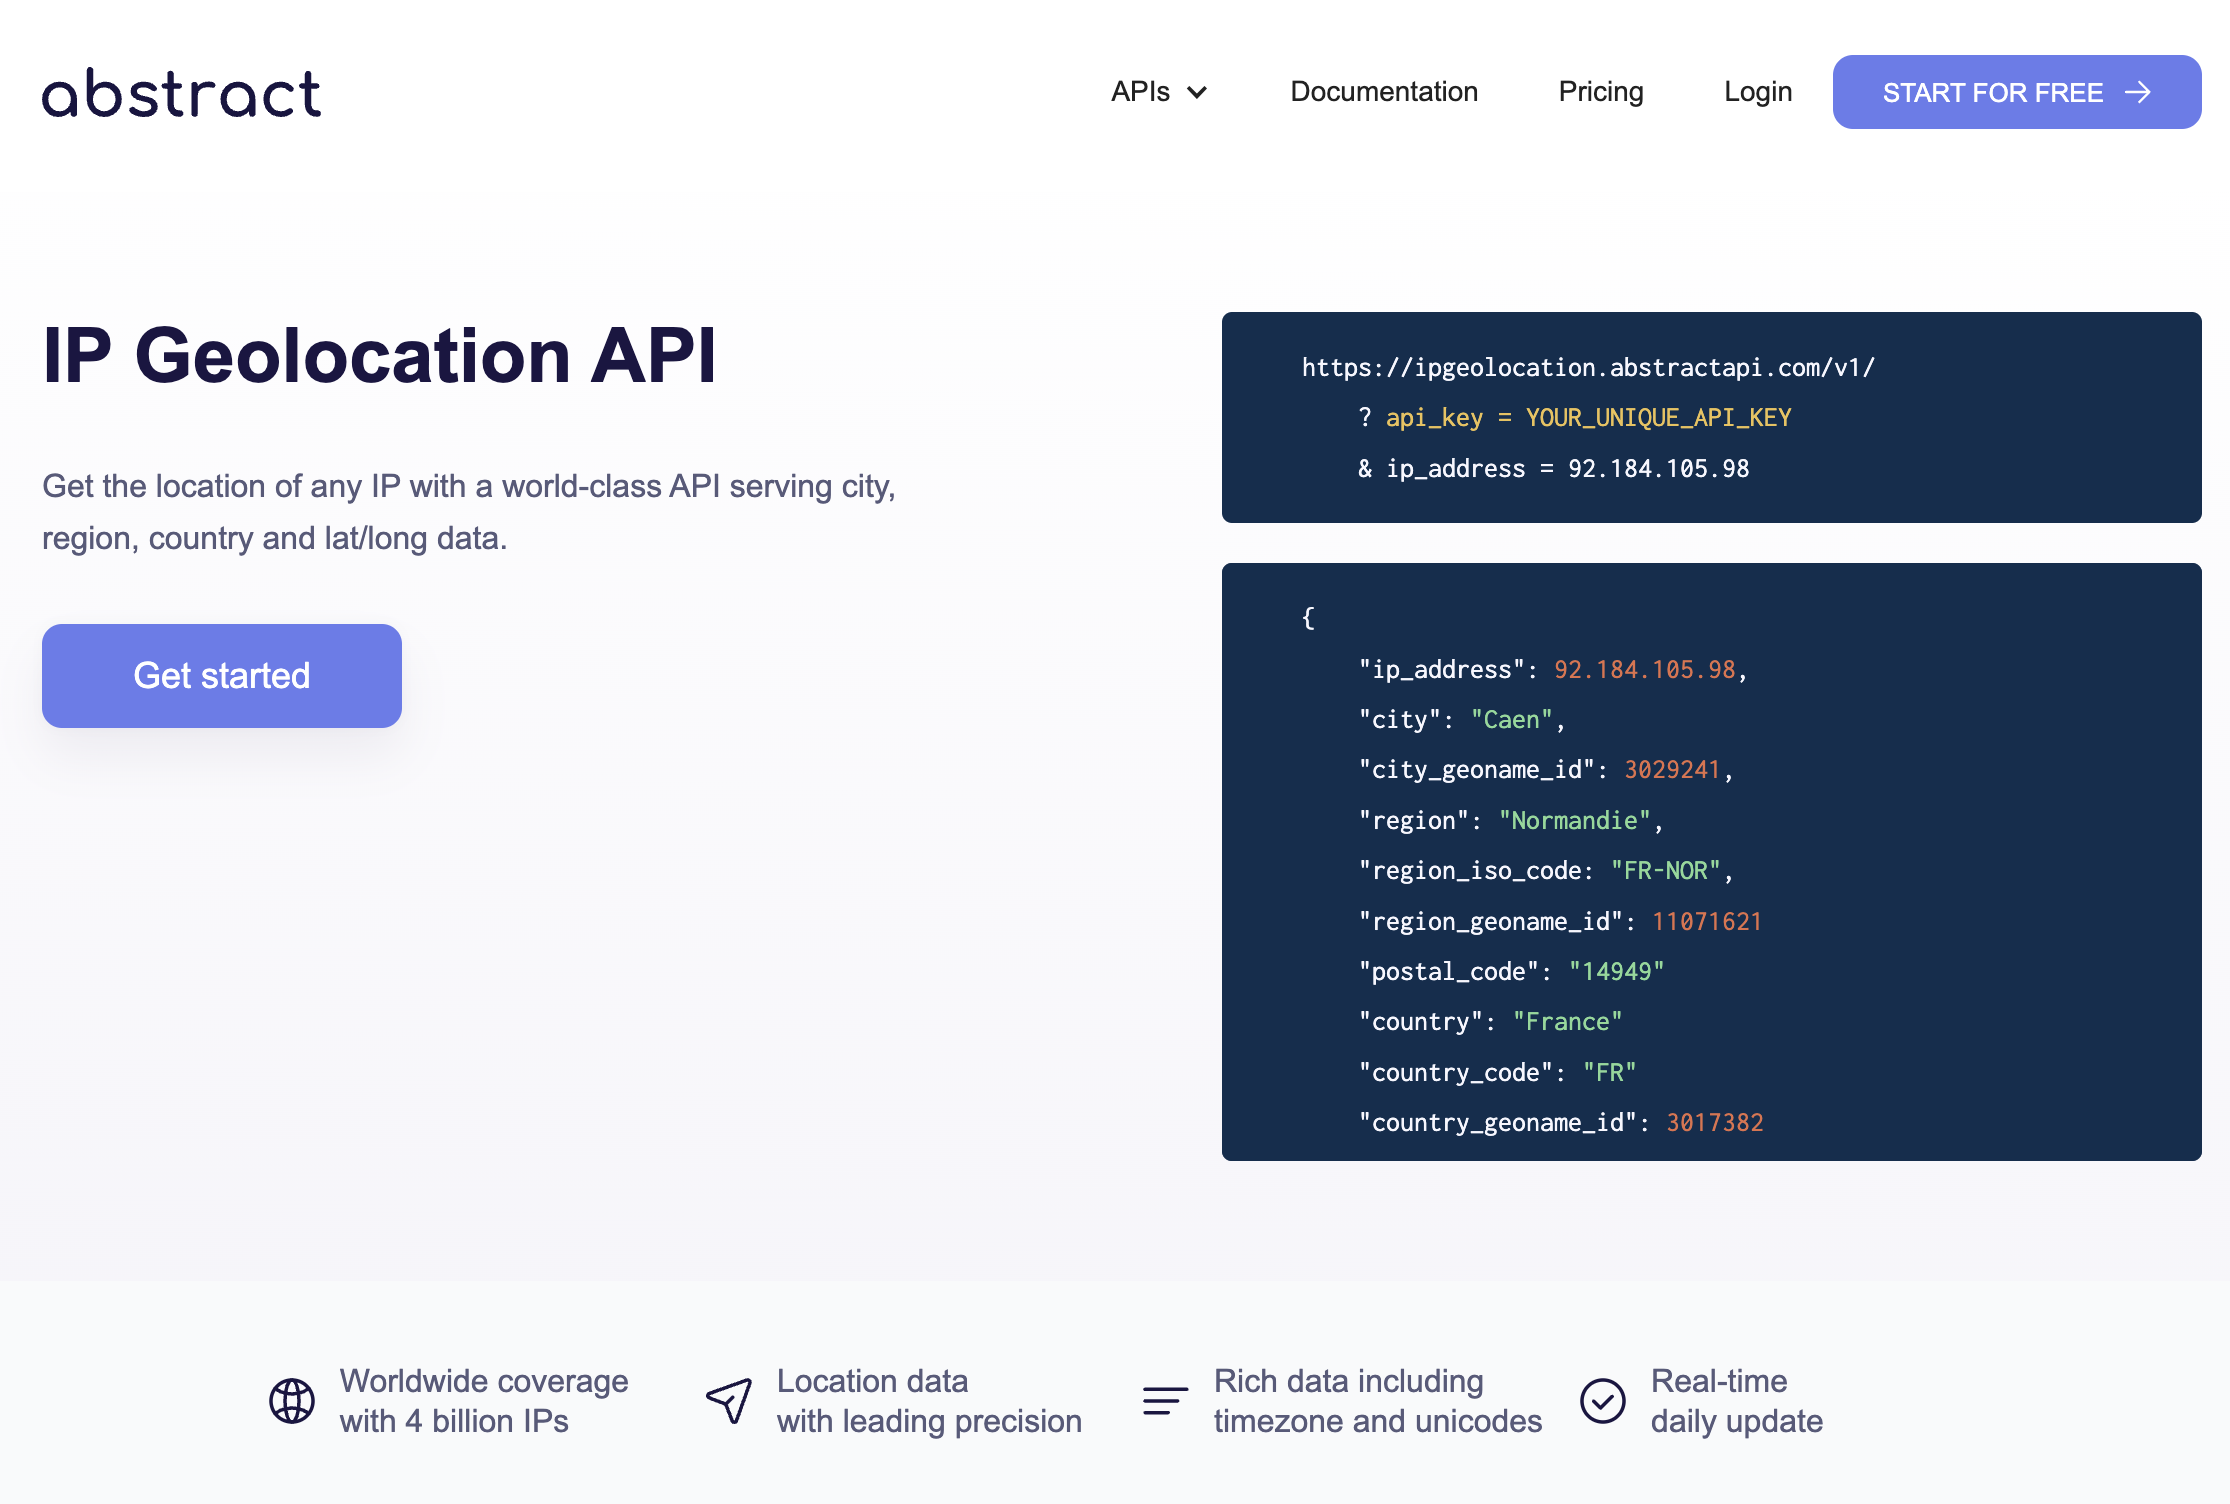 abstract
APIs
Documentation
Pricing
Login
START FOR FREE
IP Geolocation API
Get the location of any IP with a world-class API serving city,
region, country and lat/long data.
Get started
https://ipgeolocation.abstractapi.com/v1/
? api_key = YOUR_UNIQUE_API_KEY
& ip_address = 92.184.105.98
{
"ip_address": 92.184.105.98,
"city": "Caen",
"city_geoname_id": 3029241,
"region": "Normandie",
"region_iso_code: "FR-NOR",
"region_geoname_id": 11071621
"postal_code": "14949"
"country": "France"
"country_code": "FR"
"country_geoname_id": 3017382
Worldwide coverage
with 4 billion IPs
Location data
with leading precision
Rich data including
timezone and unicodes
Real-time
daily update